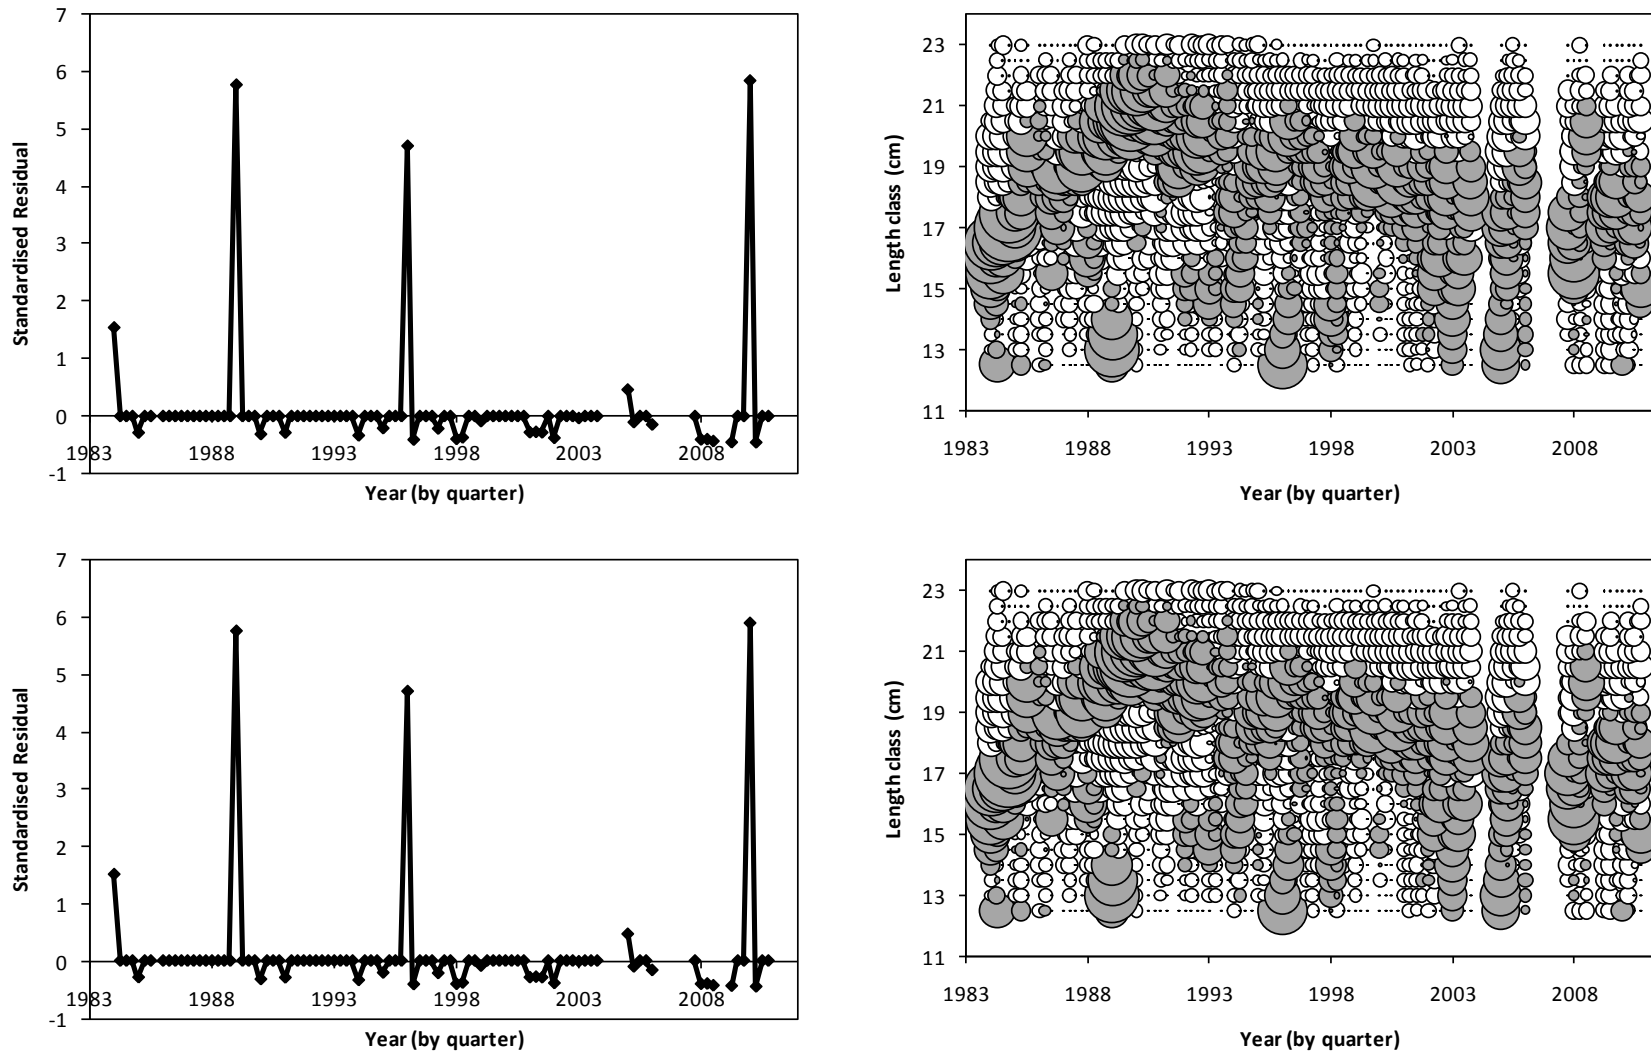 7
6
5
4
3
2
1
0
-1
Standardised Residual
1983 1988 1993 1998 2003 2008
Year (by quarter)
23
21
19
17
15
13
11
Length class (cm)
1983 1988 1993 1998 2003 2008
Year (by quarter)
7
6
5
4
3
2
1
0
-1
Standardised Residual
1983 1988 1993 1998 2003 2008
Year (by quarter)
23
21
19
17
15
13
11
Length class (cm)
1983 1988 1993 1998 2003 2008
Year (by quarter)